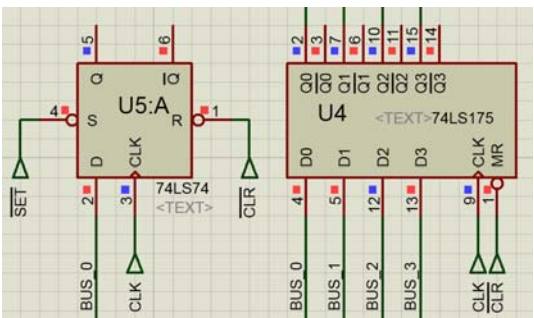 5
6
Q
Q
4
S
U5:A
R
1
D
CLK
2
3
74LS74
<TEXT>
SET
BUS_0
CLK
CLR
2
3
7
6
10
11
15
14
Q0
Q0
Q1
Q1
Q2
Q2
Q3
Q3
U4
<TEXT>
74LS175
D0
D1
D2
D3
CLK
MR
4
5
12
13
9
1
BUS_0
BUS_1
BUS_2
BUS_3
CLK
CLR